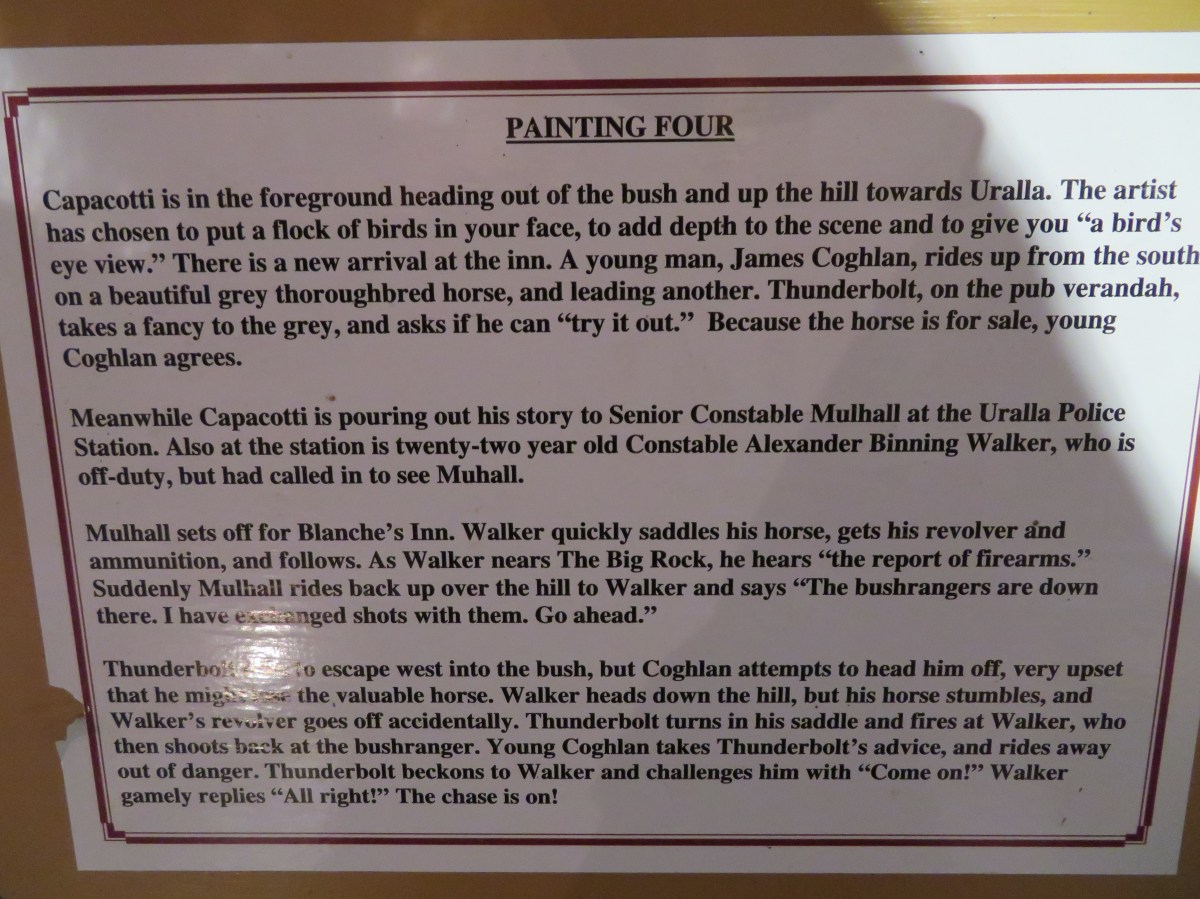 PAINTING FOUR
Capacotti is in the foreground heading out of the bush and up the hill towards Uralla. The artist
has chosen to put a flock of birds in your face, to add depth to the scene and to give you “a bird’s
eye view.” There is a new arrival at the inn. A young man, James Coghlan, rides up from the south
on a beautiful grey thoroughbred horse, and leading another. Thunderbolt, on the pub verandah,
takes a fancy to the grey, and asks if he can “try it out.” Because the horse is for sale, young
Coghlan agrees.
Meanwhile Capacotti is pouring out his story to Senior Constable Mulhall at the Uralla Police
Station. Also at the station is twenty-two year old Constable Alexander Binning Walker, who is
off-duty, but had called in to see Muhall.
Mulhall sets off for Blanche’s Inn. Walker quickly saddles his horse, gets his revolver and
ammunition, and follows. As Walker nears The Big Rock, he hears “the report of firearms.”
Suddenly Mulhall rides back up over the hill to Walker and says “The bushrangers are down
there. I have exchanged shots with them. Go ahead.”
Thunderbolt to escape west into the bush, but Coghlan attempts to head him off, very upset
that he might the valuable horse. Walker heads down the hill, but his horse stumbles, and
Walker’s revolver goes off accidentally. Thunderbolt turns in his saddle and fires at Walker, who
then shoots back at the bushranger. Young Coghlan takes Thunderbolt’s advice, and rides away
out of danger. Thunderbolt beckons to Walker and challenges him with “Come on!” Walker
gamely replies “All right!” The chase is on!